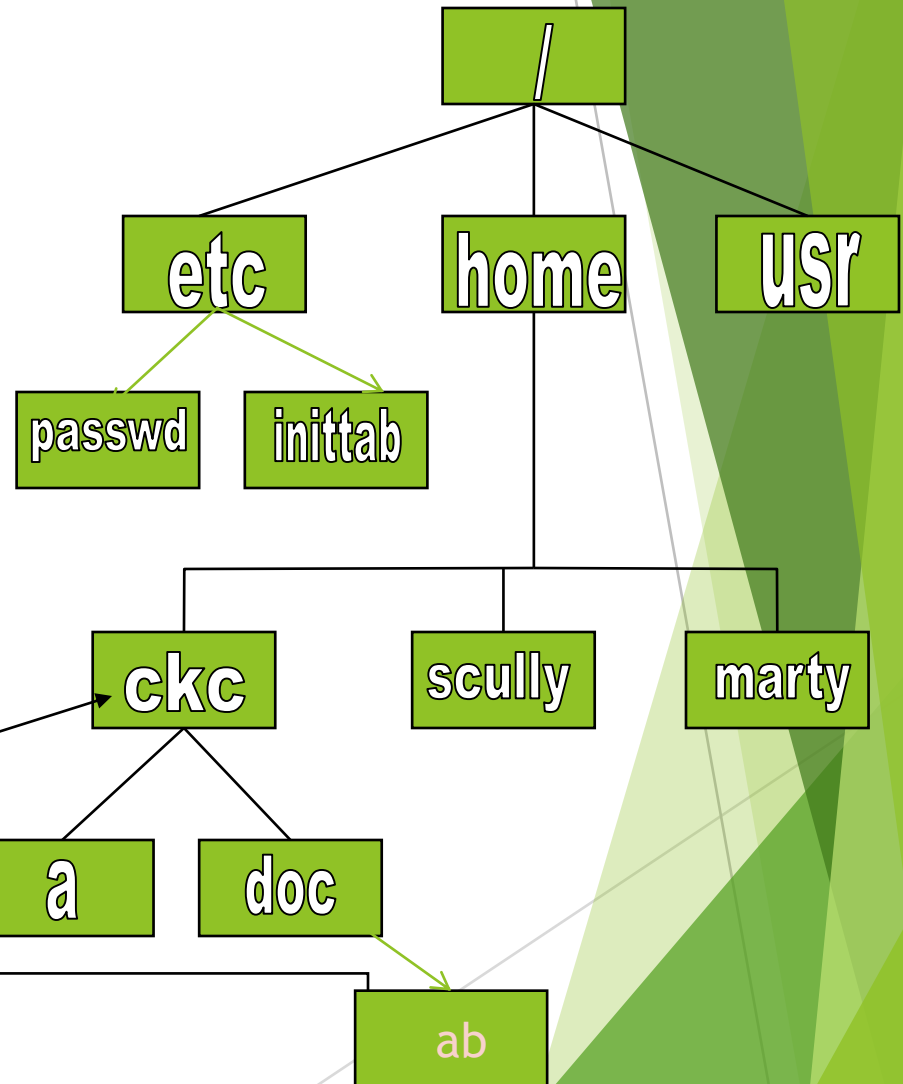 /
etc
home
usr
passwd
inittab
ckc
scully
marty
a
doc
ab